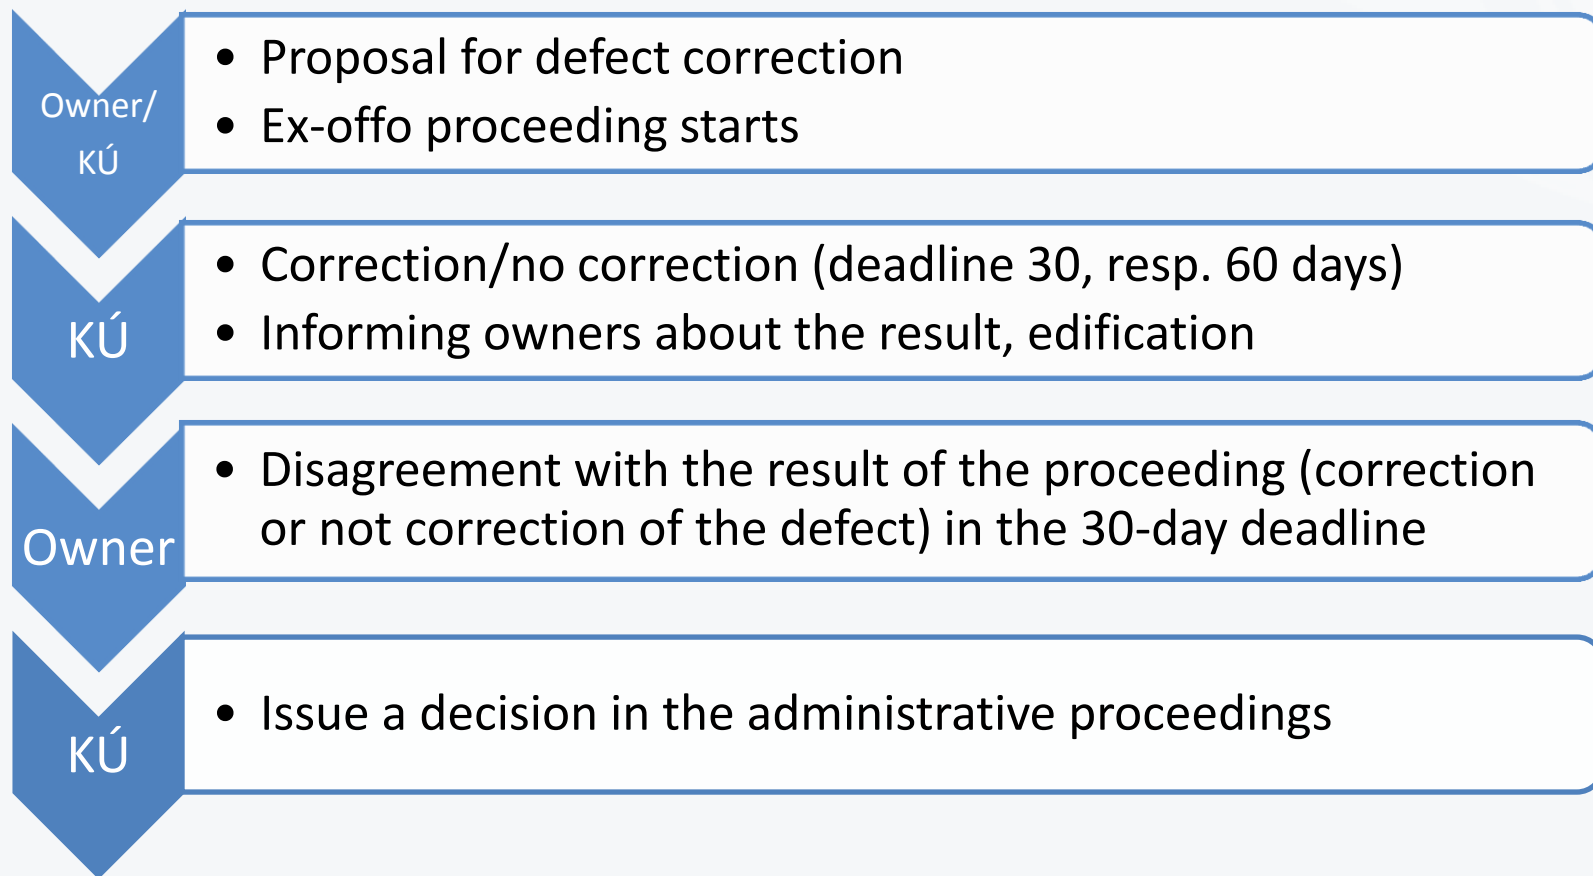 Owner/
KÚ
• Proposal for defect correction
• Ex-offo proceeding starts
KÚ
• Correction/no correction (deadline 30, resp. 60 days)
• Informing owners about the result, edification
Owner
• Disagreement with the result of the proceeding (correction
or not correction of the defect) in the 30-day deadline
KÚ
• Issue a decision in the administrative proceedings